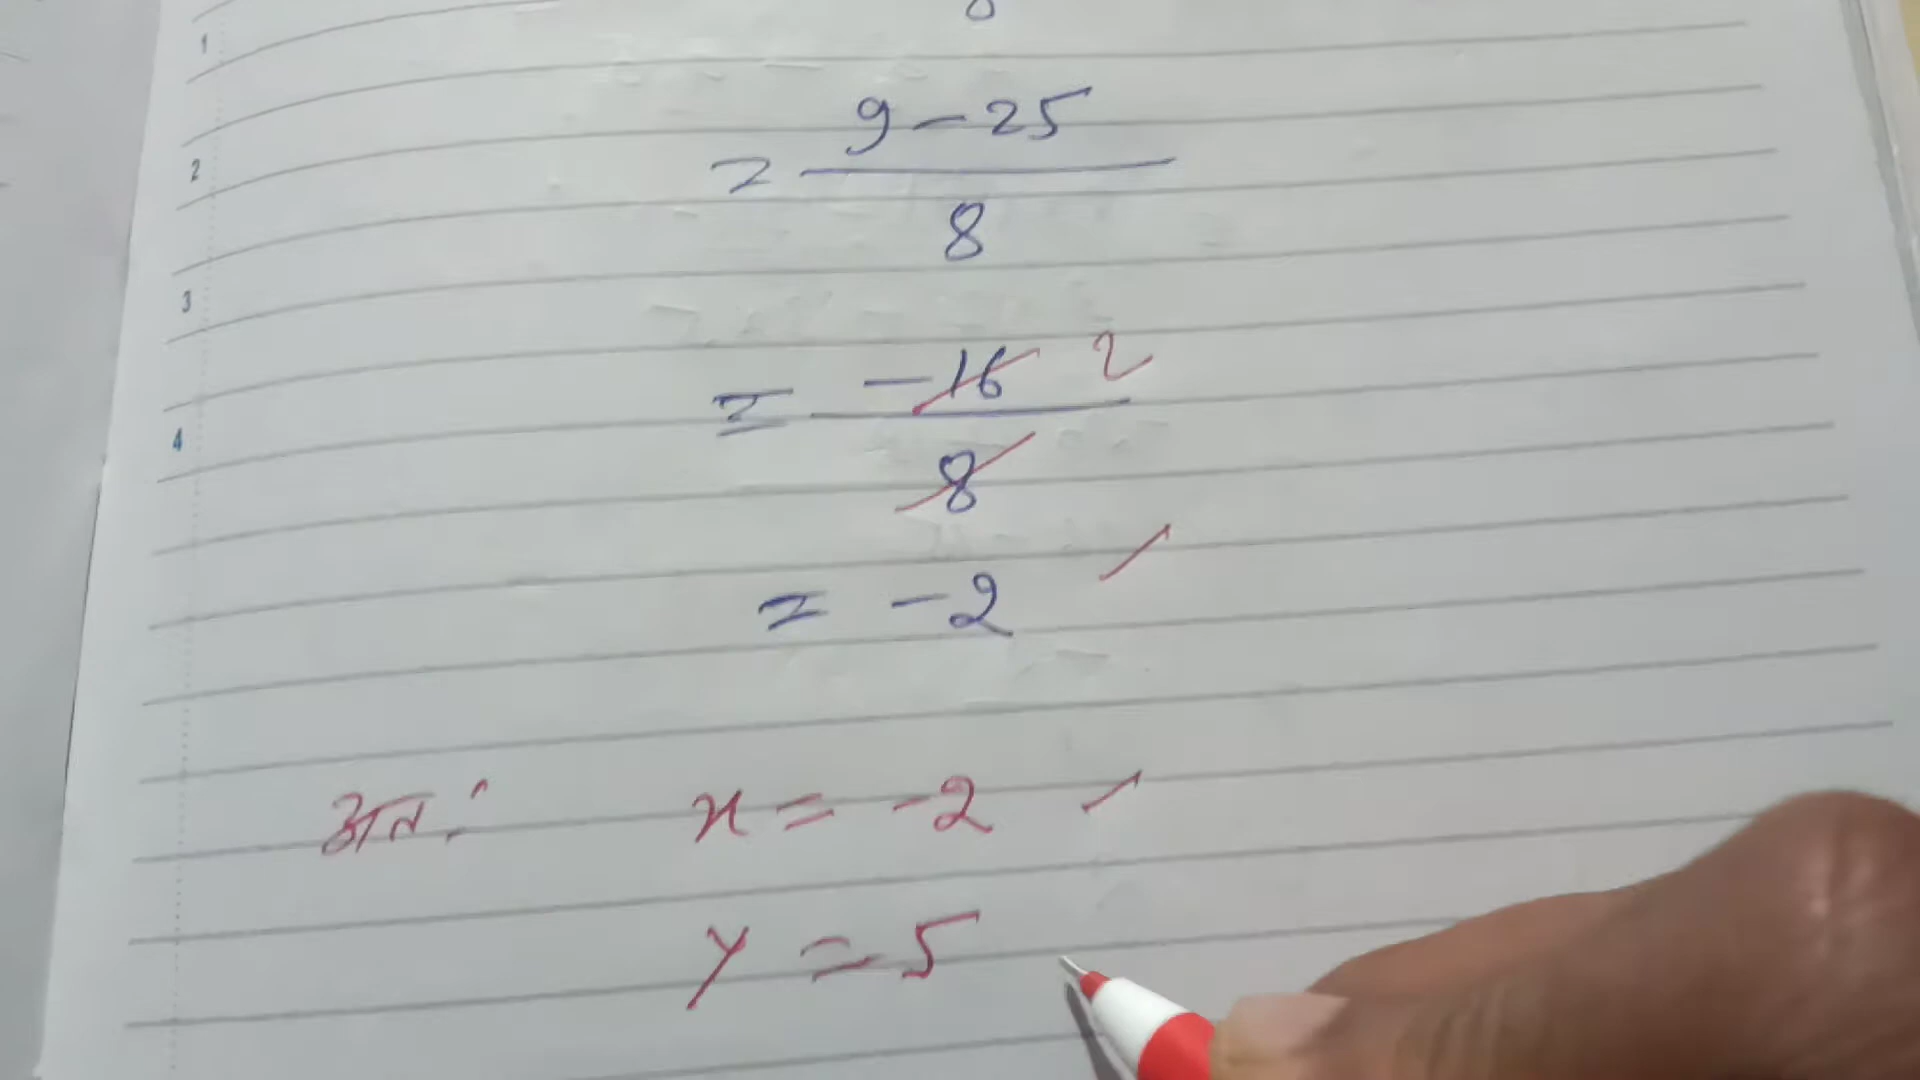 1
2
3
4
= 9 - 25 / 8
= - 16 / 8 2
= - 2
अतः x = -2
y = 5